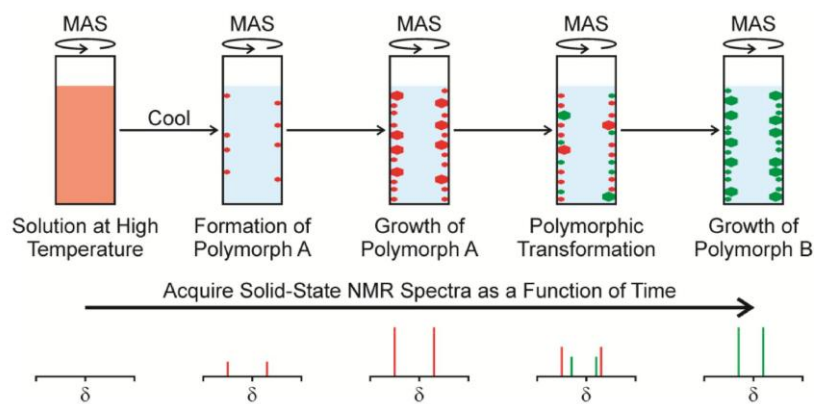 MAS
MAS
MAS
MAS
MAS
Cool
Solution at High
Temperature
Formation of
Polymorph A
Growth of
Polymorph A
Polymorphic
Transformation
Growth of
Polymorph B
Acquire Solid-State NMR Spectra as a Function of Time
δ
δ
δ
δ
δ